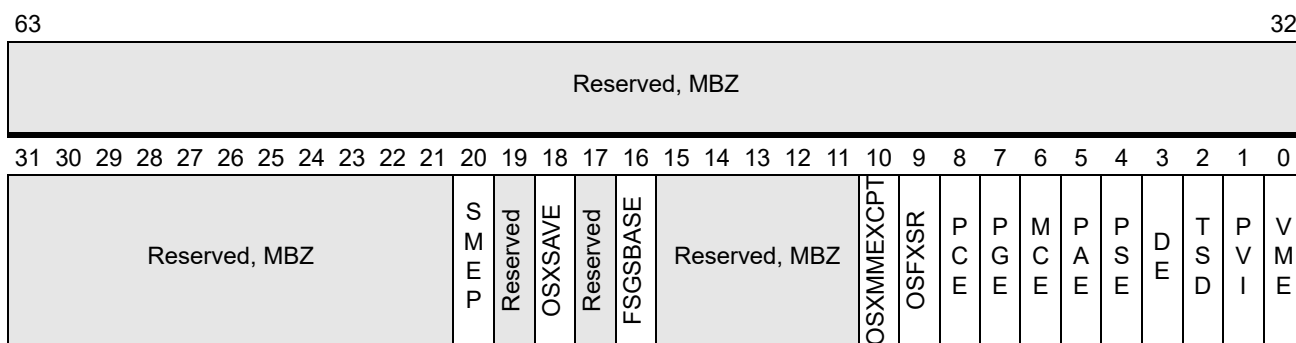 63 32
Reserved, MBZ
31 30 29 28 27 26 25 24 23 22 21 20 19 18 17 16 15 14 13 12 11 10 9 8 7 6 5 4 3 2 1 0
Reserved, MBZ SMEP Reserved OSXSAVE Reserved FSGSBASE Reserved, MBZ OSXMMEXCPT OSFXSR PCE PGE MCE PAE PSE DE TSD PVI VME